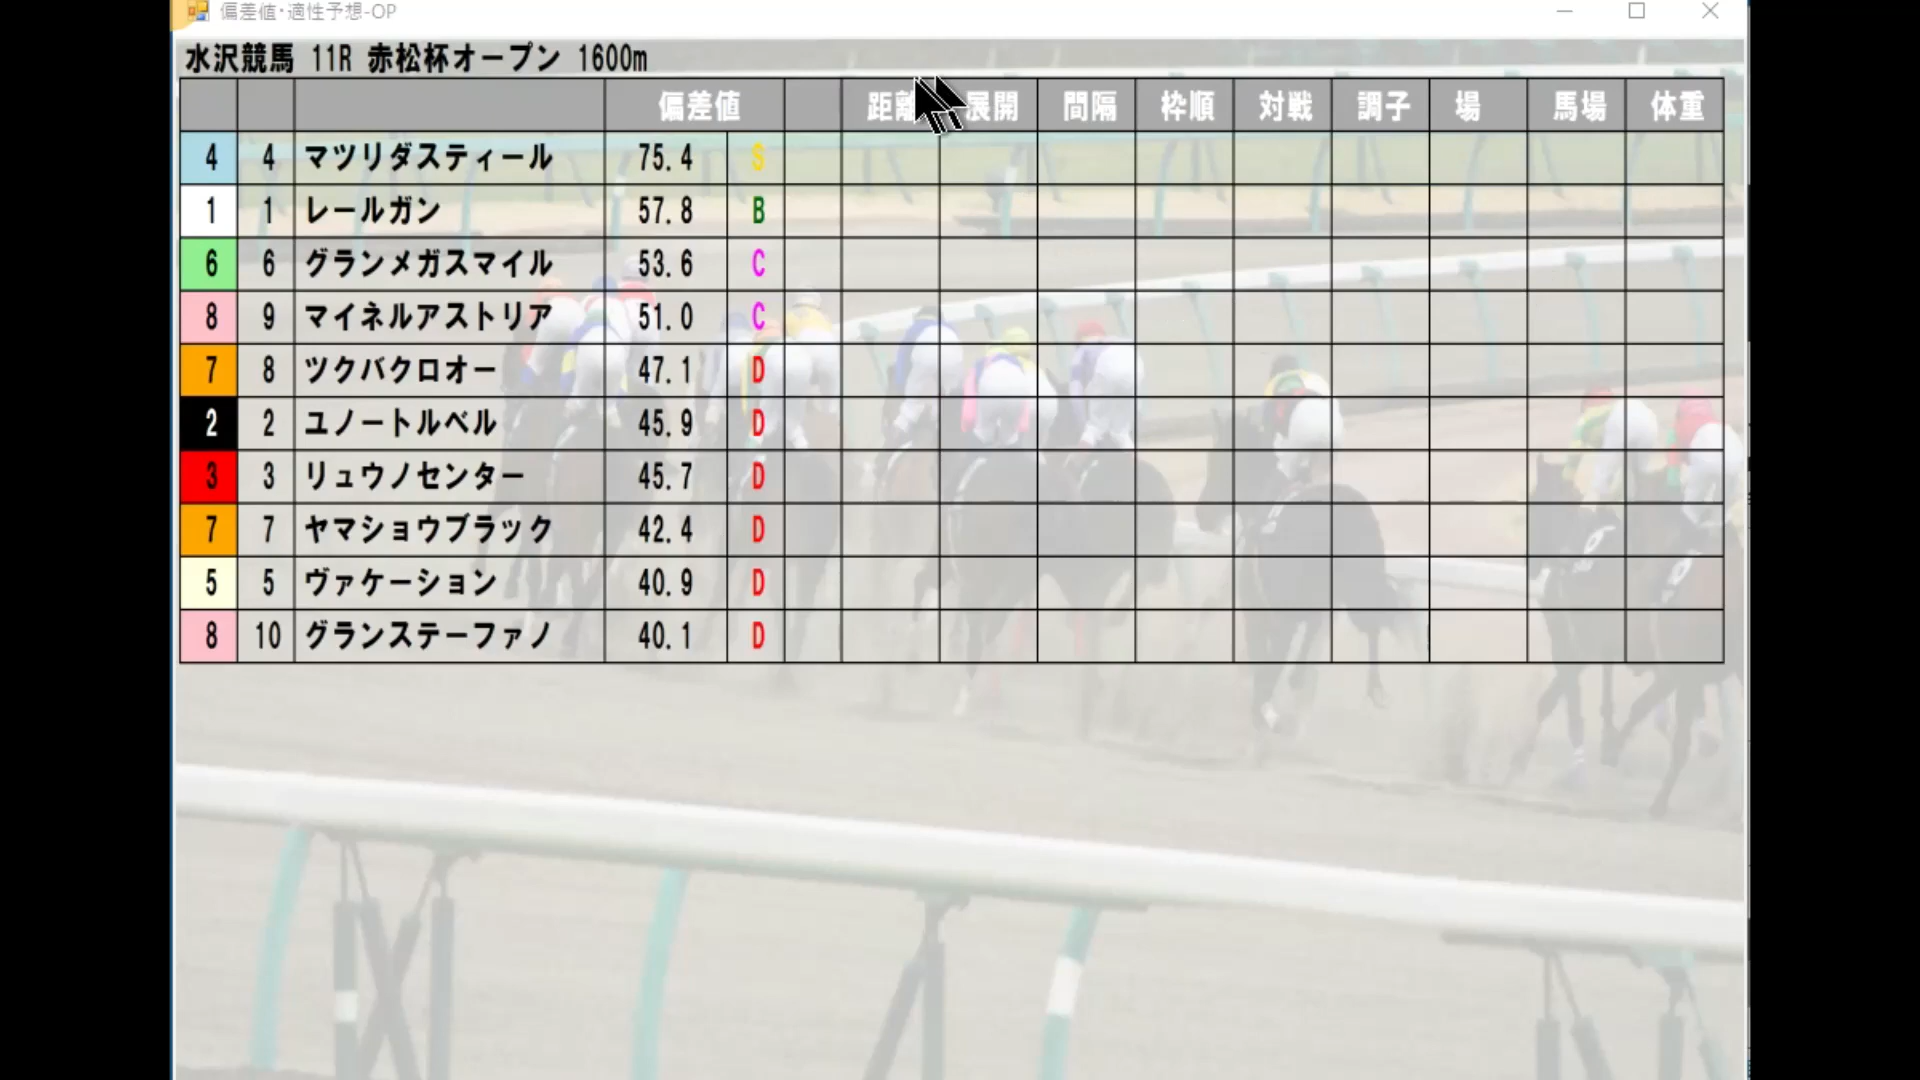 偏差値・適性予想-OP
水沢競馬 11R 赤松杯オープン 1600m
偏差値 距離 展開 間隔 枠順 対戦 調子 場 馬場 体重
4 4 マツリダスティール 75.4 S
1 1 レールガン 57.8 B
6 6 グランメガスマイル 53.6 C
8 9 マイネルアストリア 51.0 C
7 8 ツクバクロオー 47.1 D
2 2 ユノートルベル 45.9 D
3 3 リュウノセンター 45.7 D
7 7 ヤマショウブラック 42.4 D
5 5 ヴァケーション 40.9 D
8 10 グランステーファノ 40.1 D